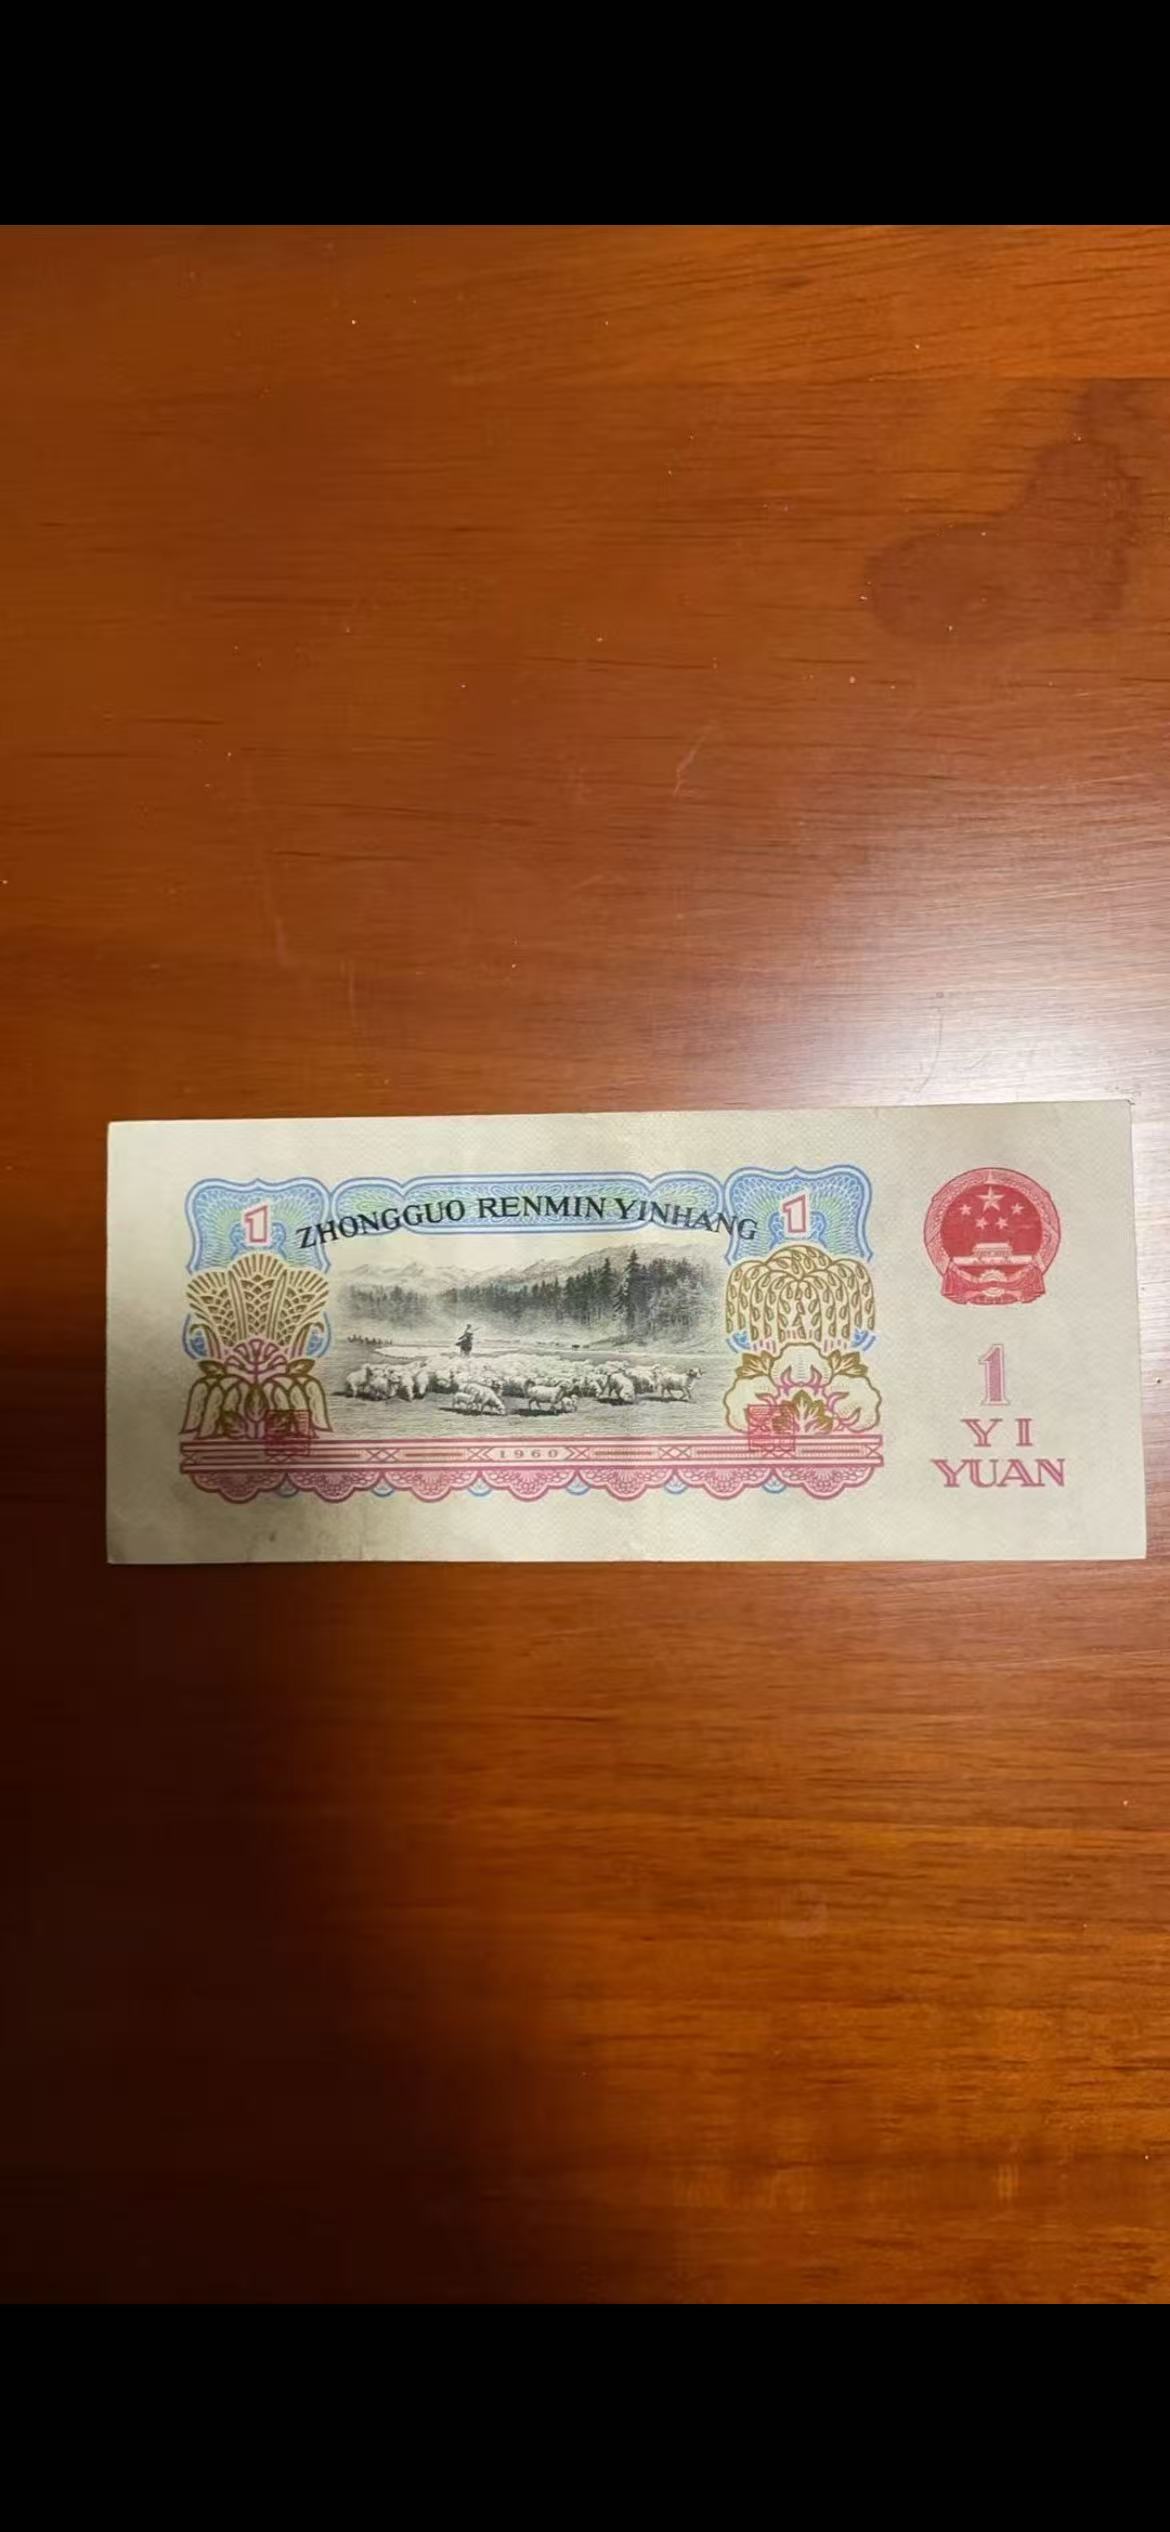 1 ZHONGGUO RENMIN YINHANG 1
1960
1
YI
YUAN